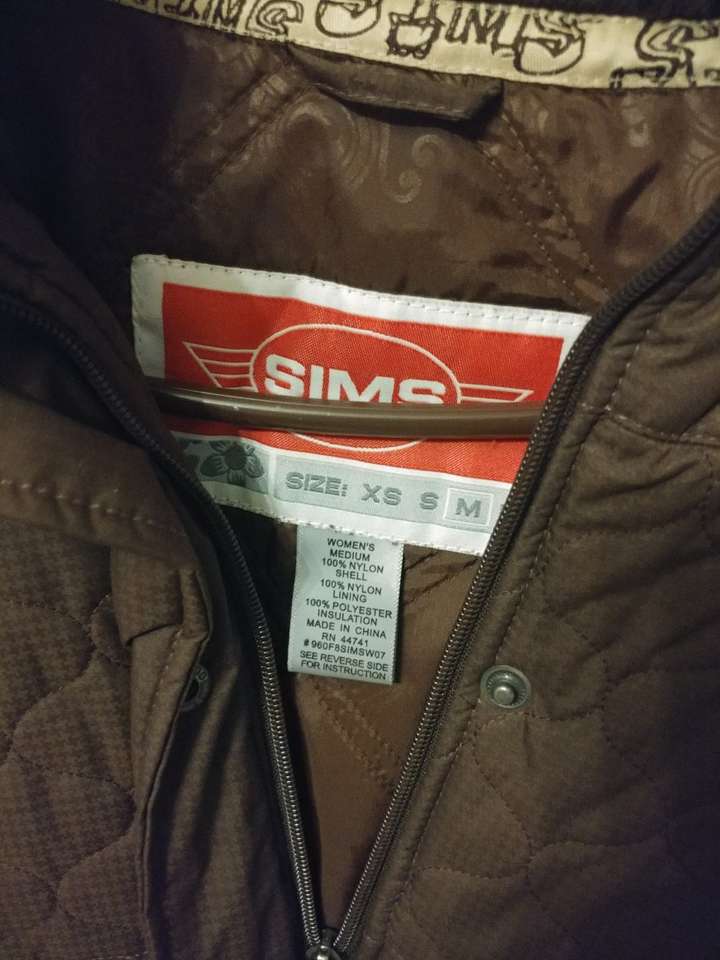 SIMS
SIZE: XS S M
WOMEN'S
MEDIUM
100% NYLON
SHELL
100% NYLON
LINING
100% POLYESTER
INSULATION
MADE IN CHINA
RN 44741
#960F8SIMSW07
SEE REVERSE SIDE
FOR INSTRUCTION